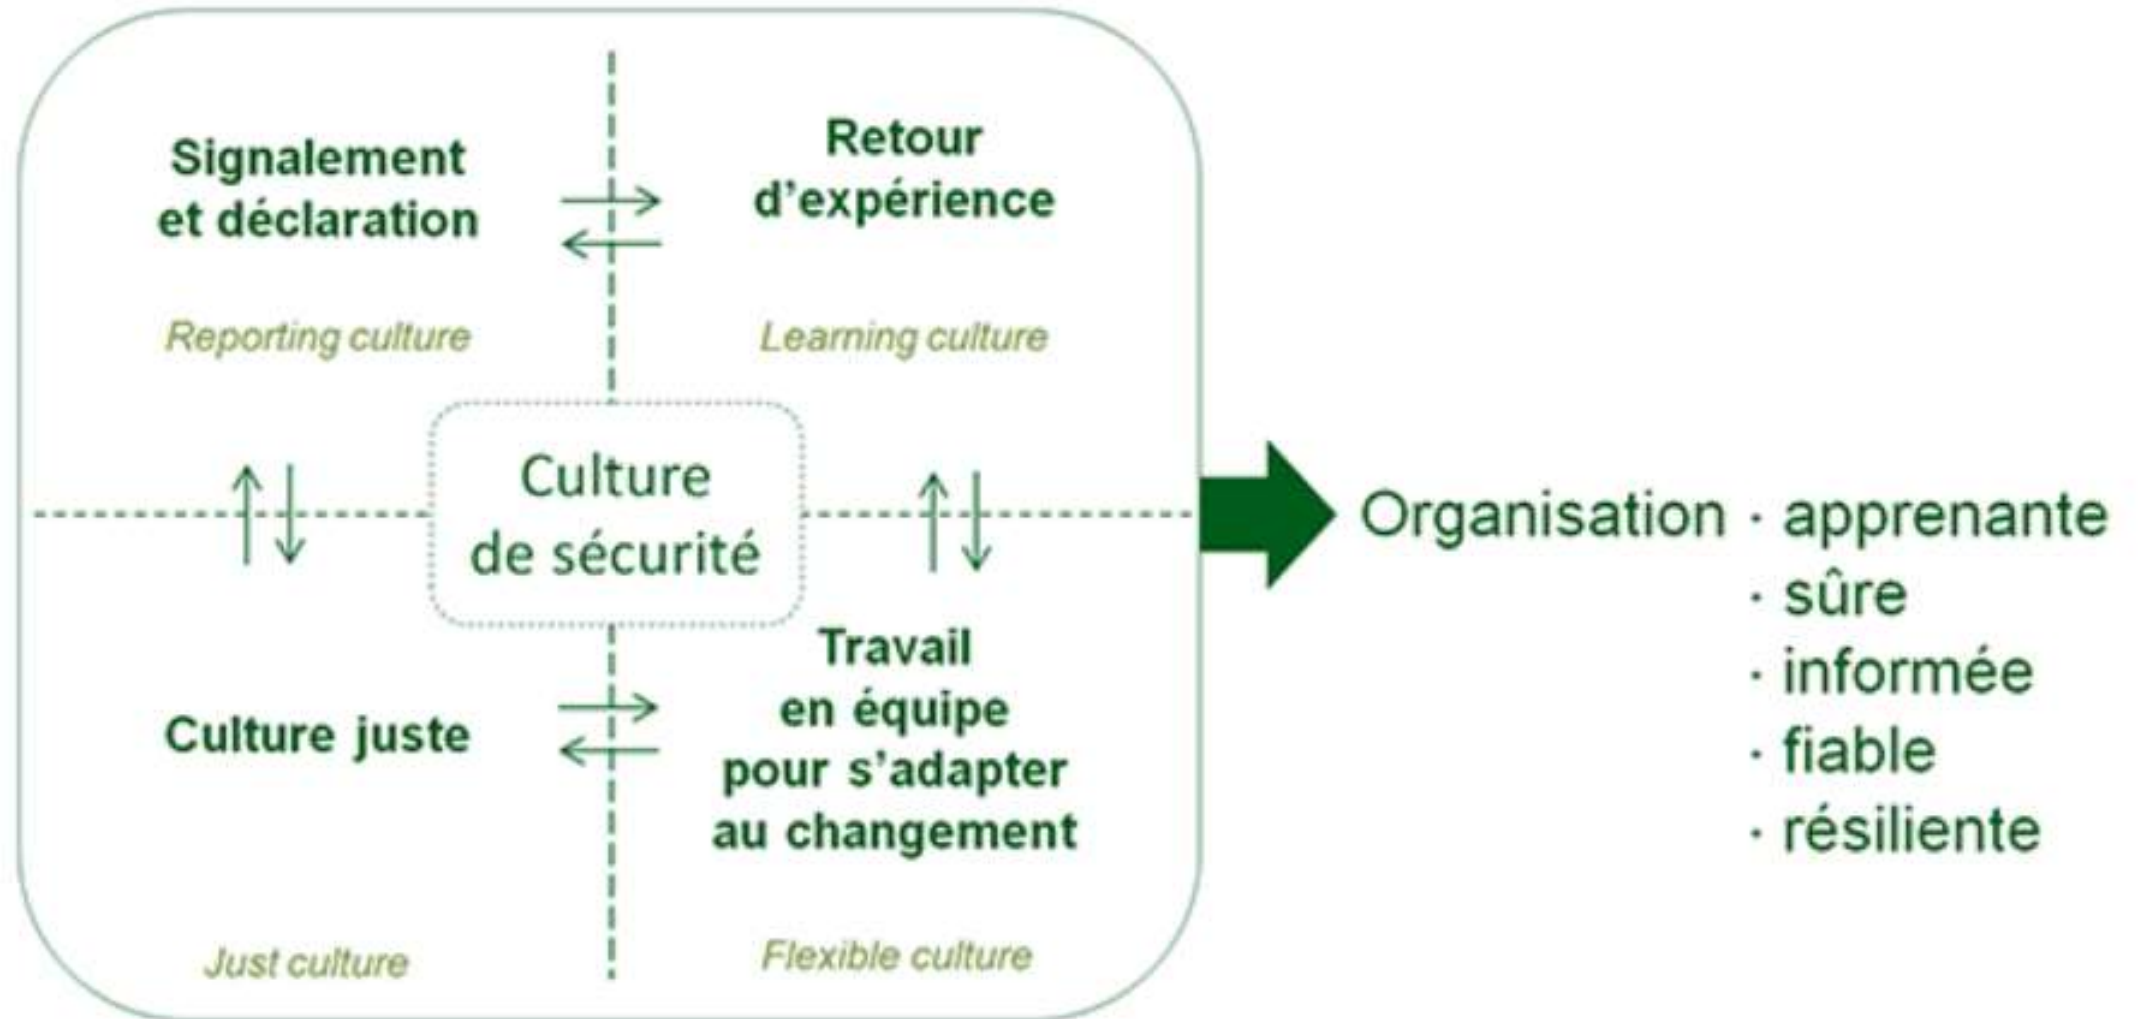 Signalement
et déclaration
Reporting culture
Retour
d'expérience
Learning culture
Culture
de sécurité
Culture juste
Just culture
Travail
en équipe
pour s'adapter
au changement
Flexible culture
Organisation · apprenante
· sûre
· informée
· fiable
· résiliente